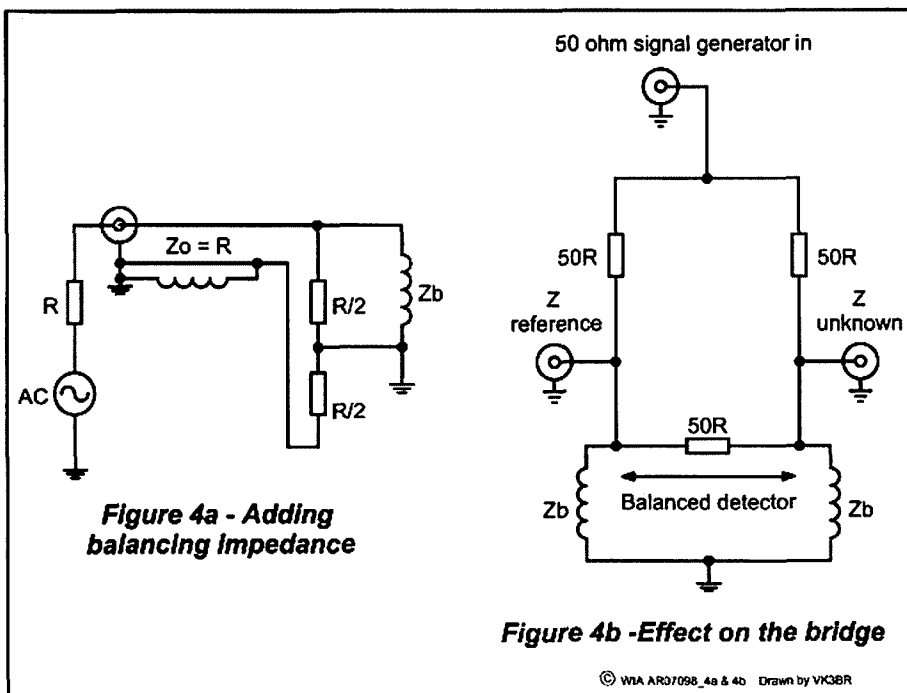 50 ohm signal generator in
Zo = R
R
R/2
Zb
AC
R/2
50R
50R
Z
reference
Z
unknown
50R
Zb
Balanced detector
Zb
Figure 4a - Adding
balancing impedance
Figure 4b -Effect on the bridge
© WIA AR07098_4a & 4b Drawn by VK3BR